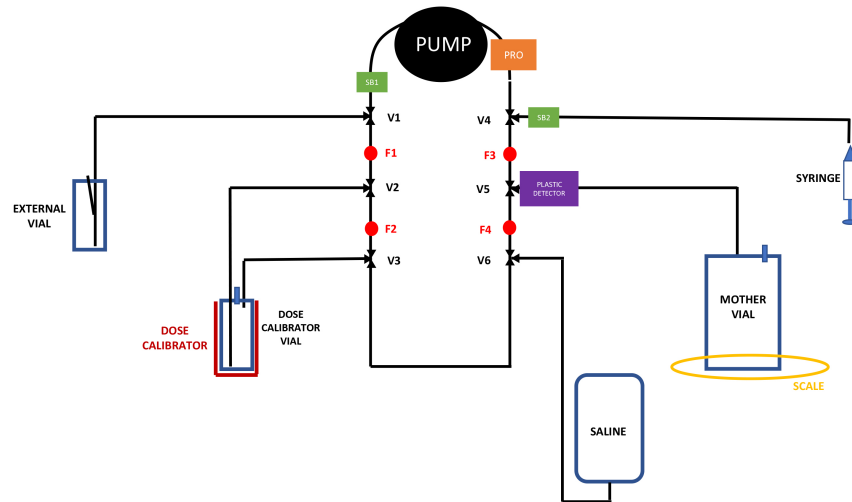 PUMP
PRO
SB1
V1
V4
SB2
F1
F3
SYRINGE
EXTERNAL
VIAL
V2
V5
PLASTIC
DETECTOR
F2
F4
V3
V6
MOTHER
VIAL
DOSE
CALIBRATOR
DOSE
CALIBRATOR
VIAL
SCALE
SALINE